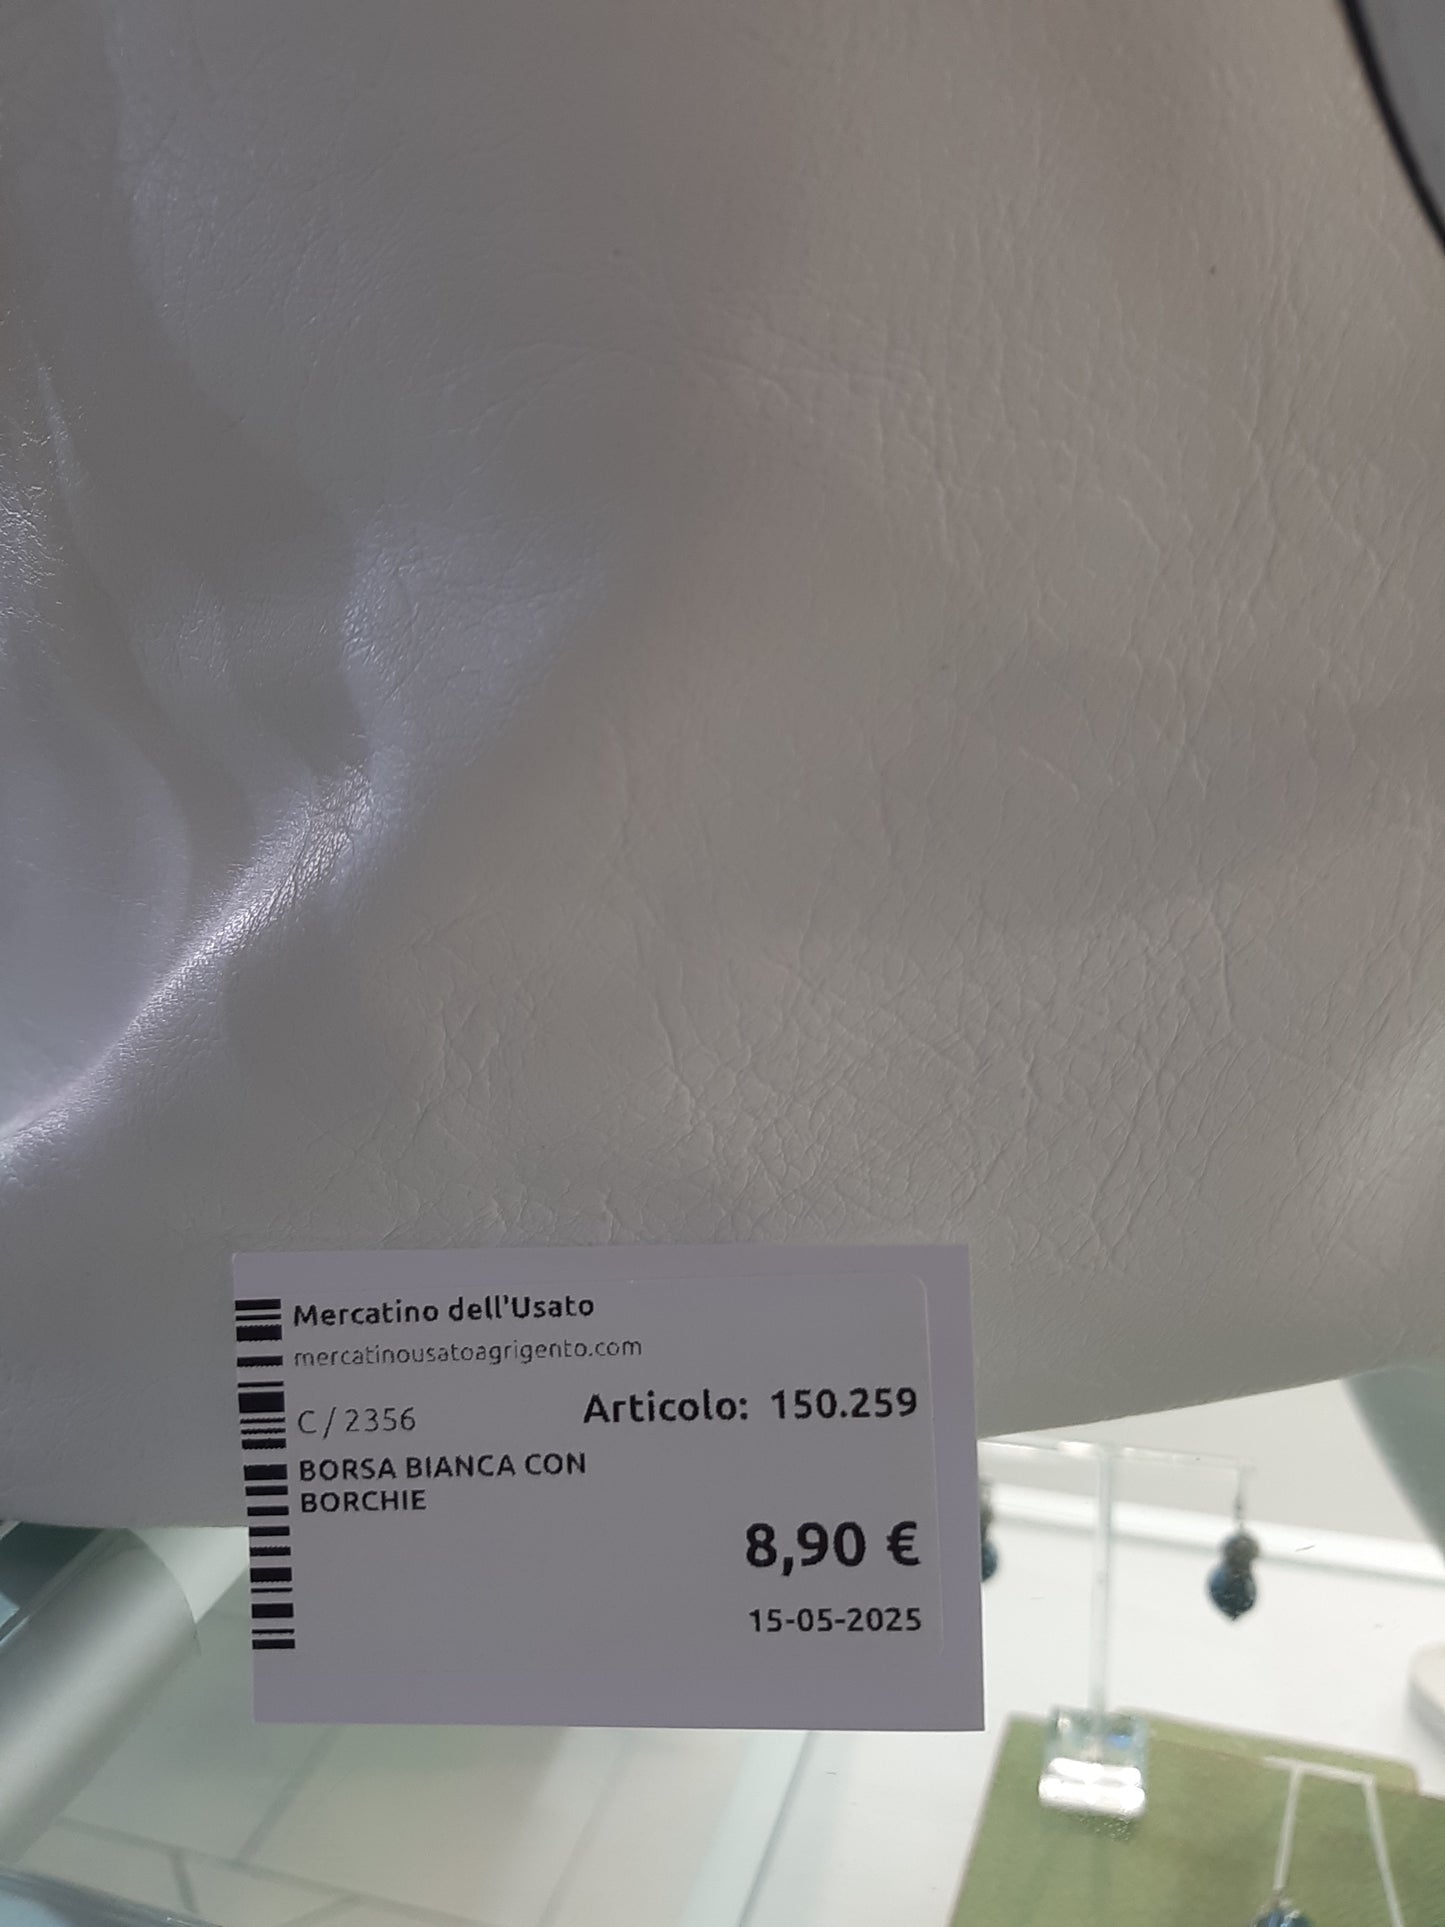 Mercatino dell'Usato
mercatinousatoagrigento.com
C / 2356
Articolo: 150.259
BORSA BIANCA CON
BORCHIE
8,90 €
15-05-2025